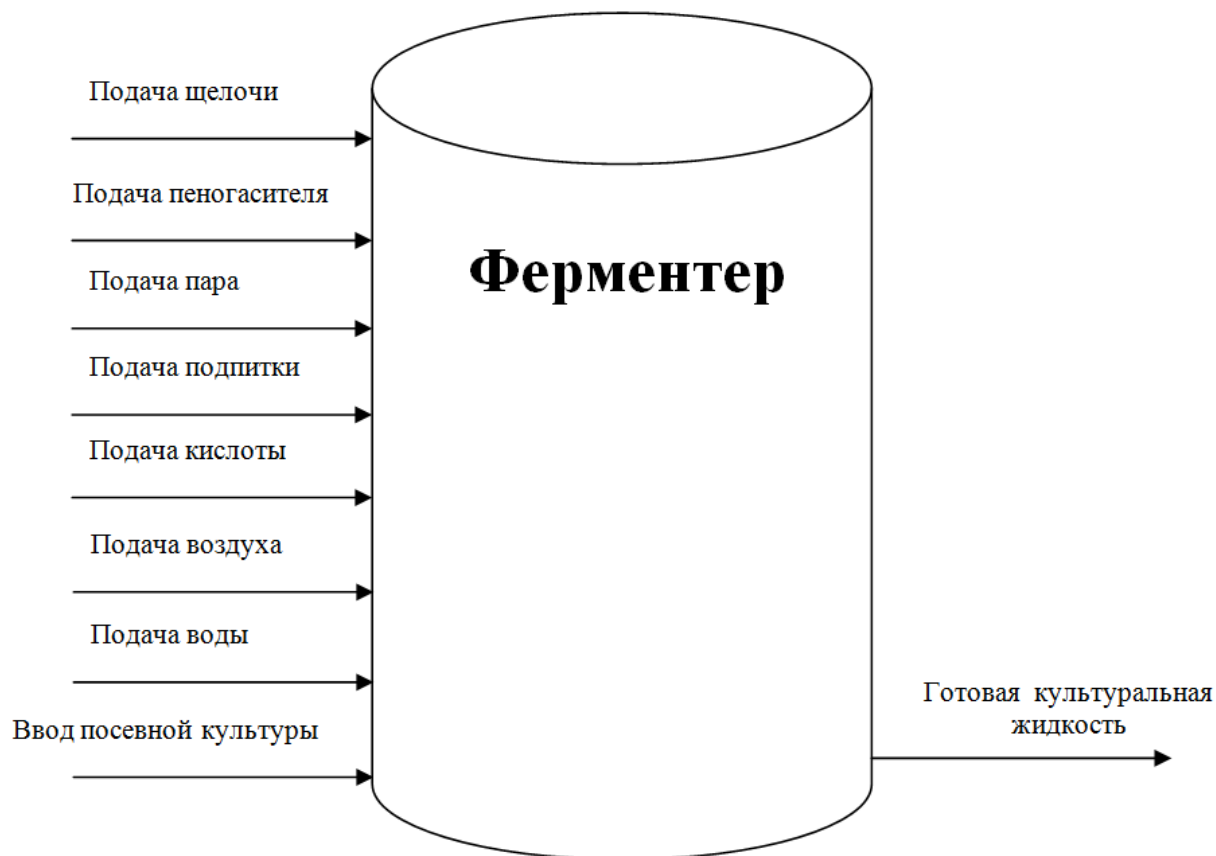 Подача щелочи
Подача пеногасителя
Ферментер
Подача пара
Подача подпитки
Подача кислоты
Подача воздуха
Подача воды
Ввод посевной культуры
Готовая культуральная
жидкость